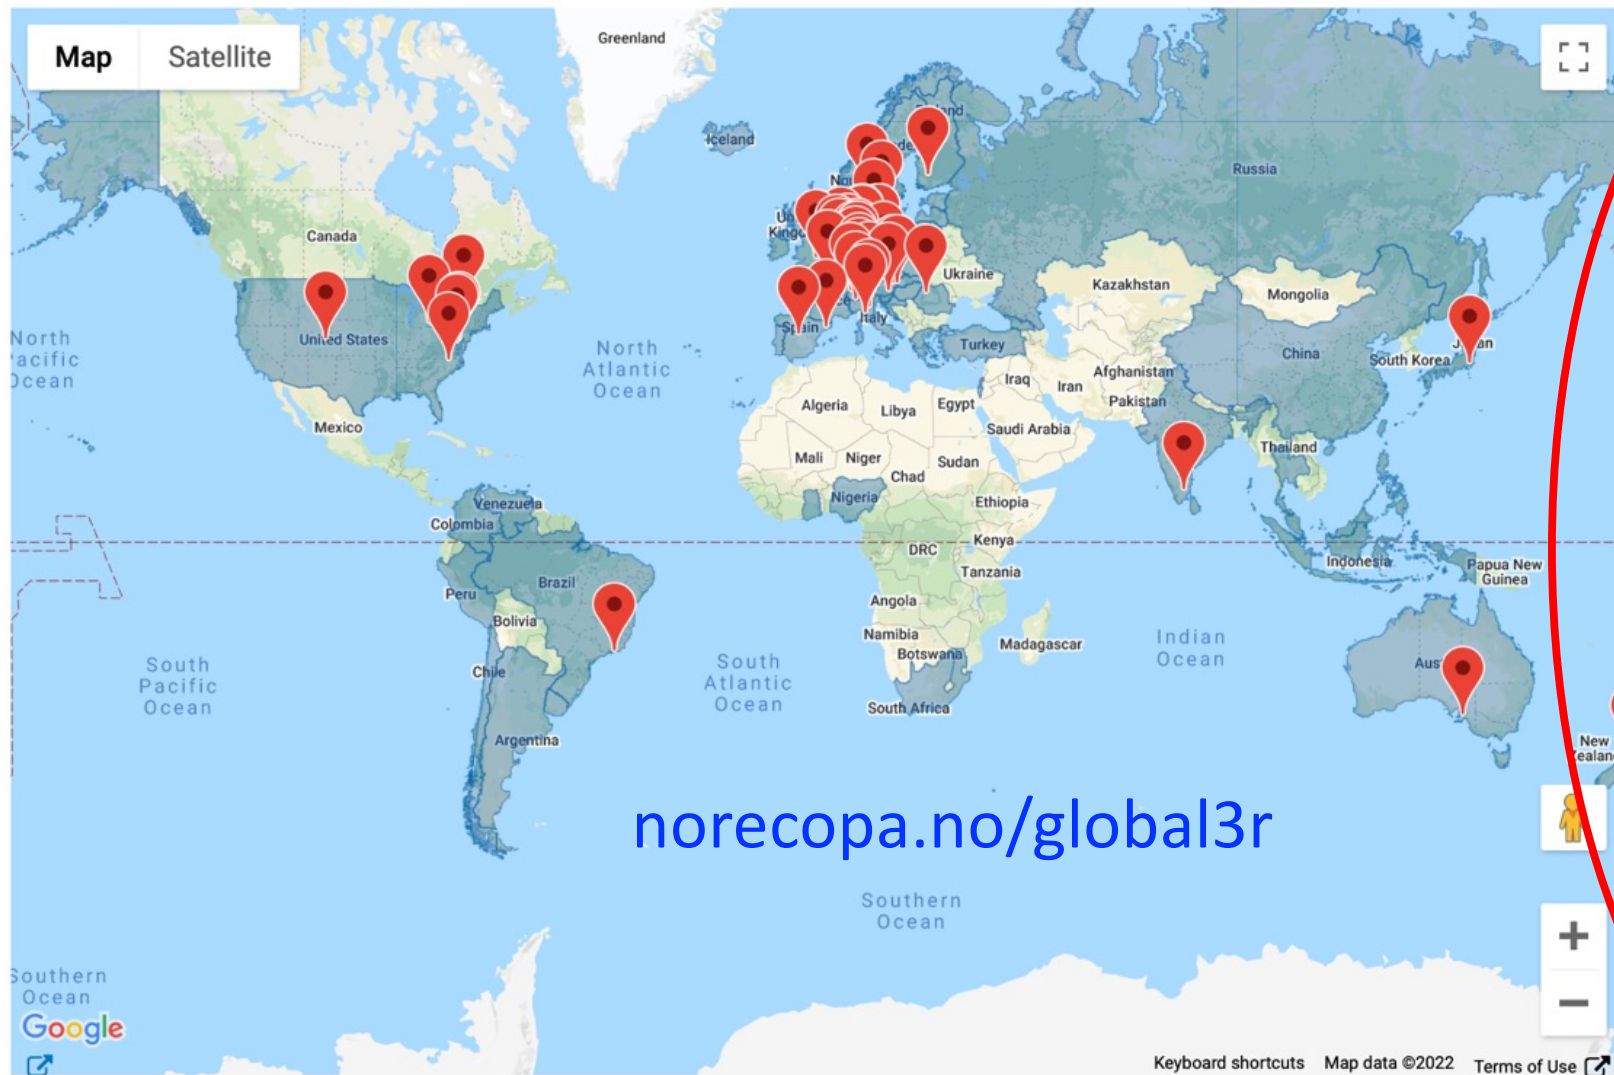 Map
Satellite
Greenland
Iceland
Russia
Canada
Ukraine
Kazakhstan
Mongolia
North
Atlantic
Ocean
United States
Spain
Italy
Turkey
China
South Korea
Afghanistan
Iraq
Iran
Pakistan
Algeria
Libya
Egypt
Saudi Arabia
Mexico
Thailand
Mali
Niger
Chad
Sudan
Nigeria
Ethiopia
Venezuela
Colombia
DRC
Kenya
Tanzania
Indonesia
Papua New
Guinea
Peru
Brazil
Bolivia
Angola
Namibia
Botswana
Madagascar
Indian
Ocean
South
Pacific
Ocean
South
Atlantic
Ocean
Chile
South Africa
Argentina
New
norecopa.no/global3r
Southern
Ocean
Southern
Ocean
Google
Keyboard shortcuts
Map data ©2022
Terms of Use